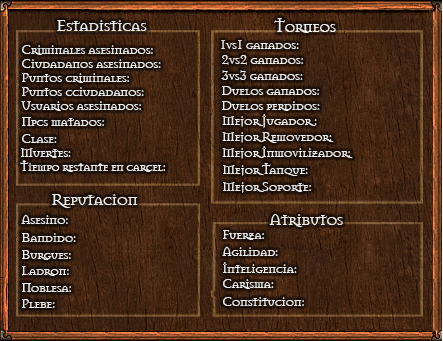 Estadisticas
Criminales asesinados:
Ciudadanos asesinados:
Puntos criminales:
Puntos cciudadanos:
Usuarios asesinados:
Npcs matados:
Clase:
Muertes:
Tiempo restante en carcel:
Reputacion
Asesino:
Bandido:
Burgues:
Ladron:
Noblesa:
Plebe:
Torneos
1vs1 ganados:
2vs2 ganados:
3vs3 ganados:
Duelos ganados:
Duelos perdidos:
Mejor Jugador:
Mejor Removedor:
Mejor Inmovilizador:
Mejor Tanque:
Mejor Soporte:
Atributos
Fuerza:
Agilidad:
Inteligencia:
Carisma:
Constitucion: